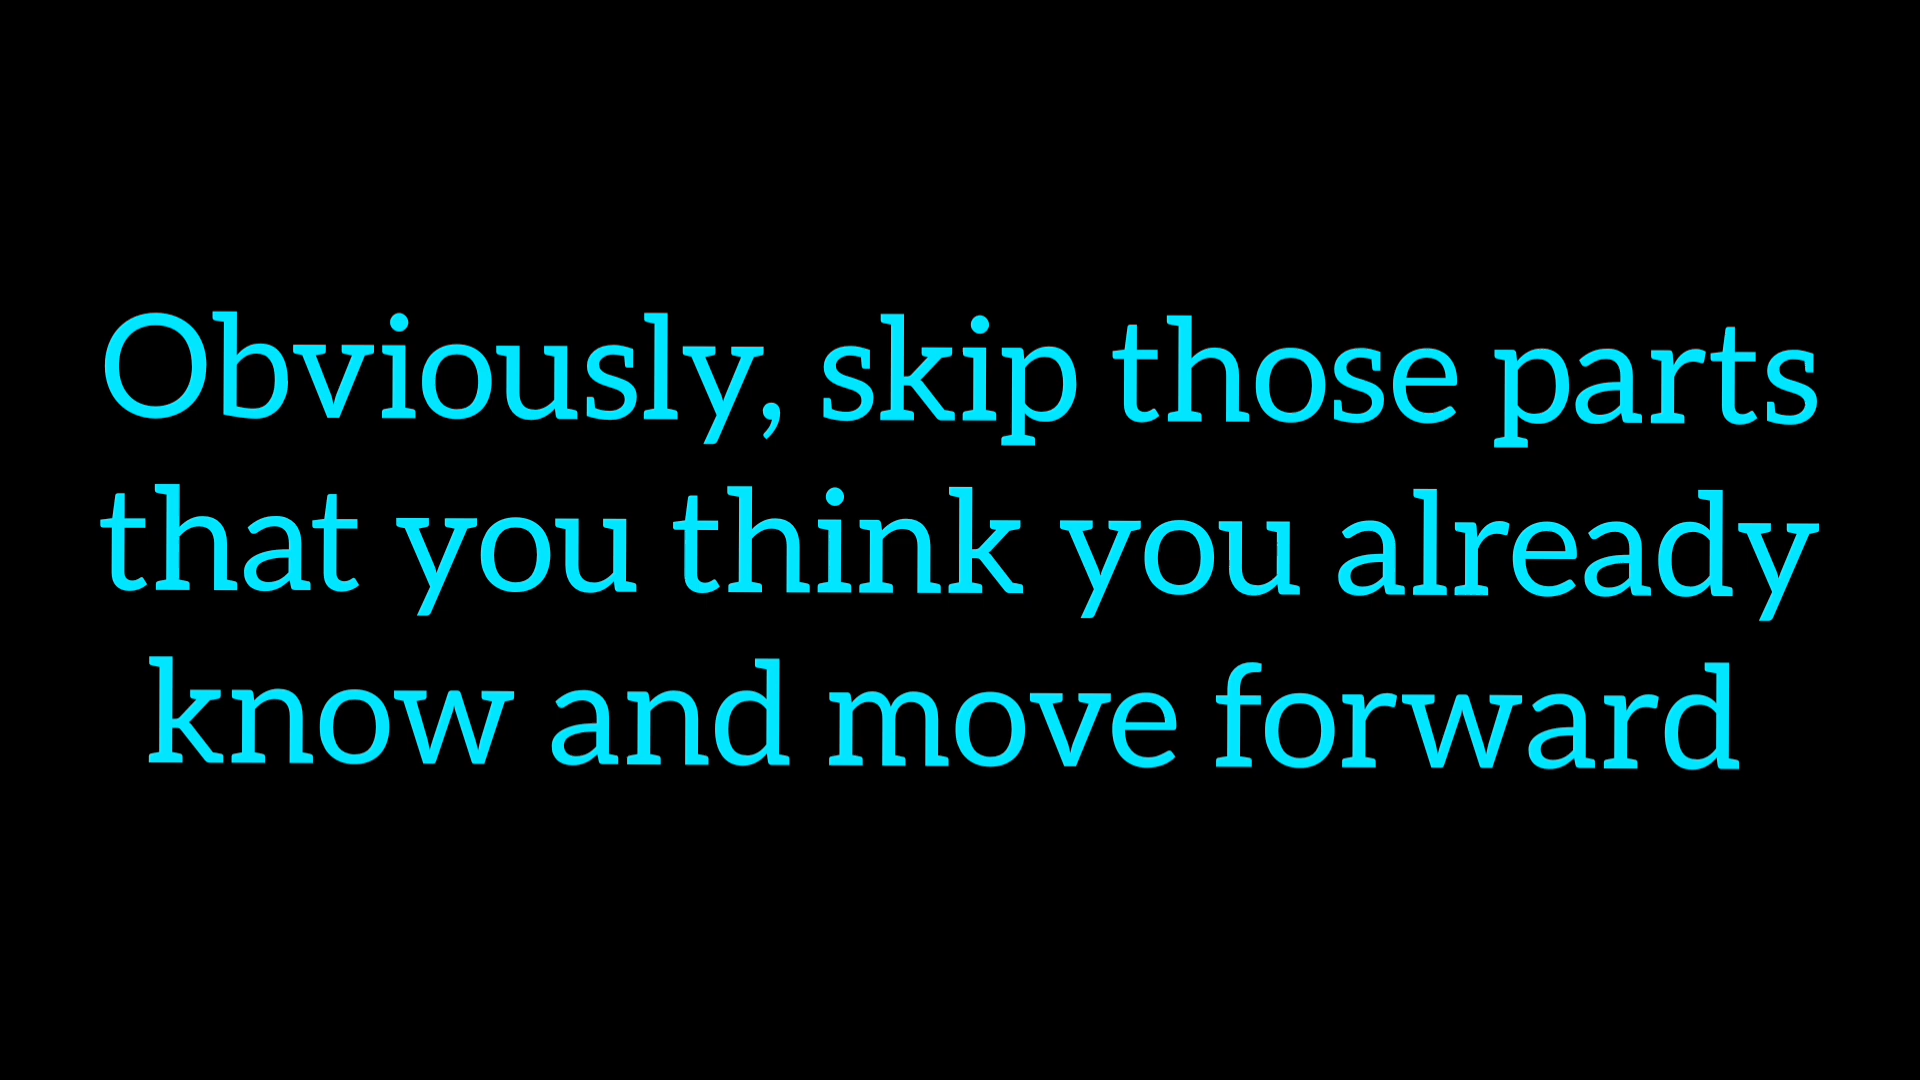 Obviously, skip those parts
that you think you already
know and move forward